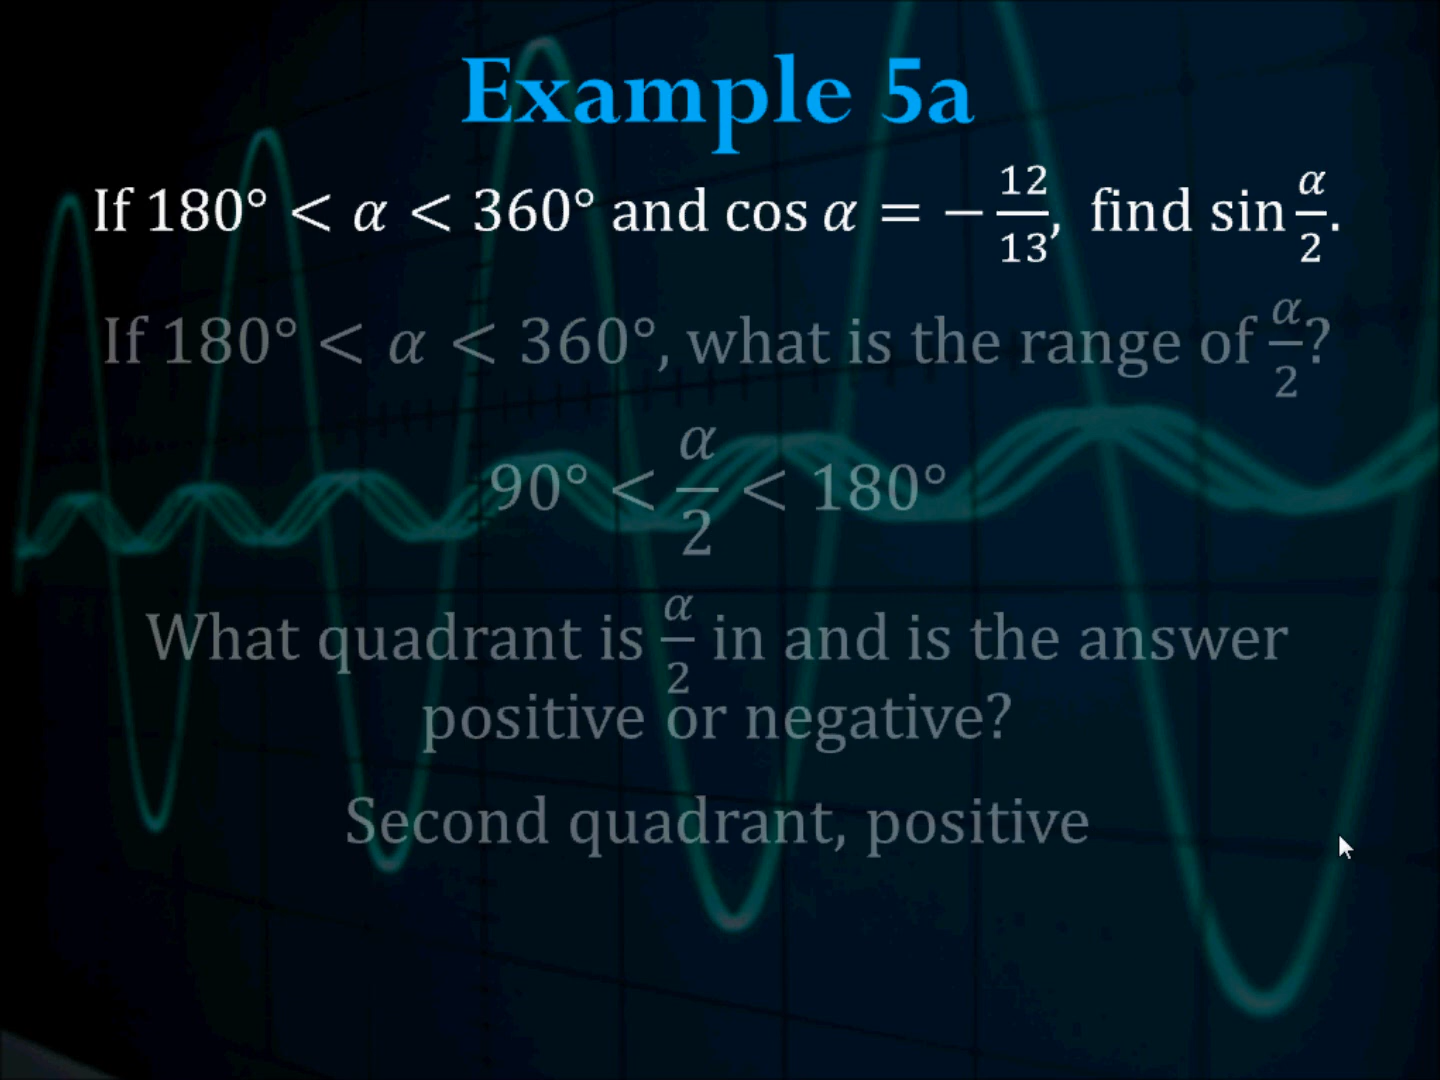 Example 5a
If 180° < α < 360° and cos α = −12/13, find sin α/2.
If 180° < α < 360°, what is the range of α/2?
90° < α/2 < 180°
What quadrant is α/2 in and is the answer
positive or negative?
Second quadrant, positive